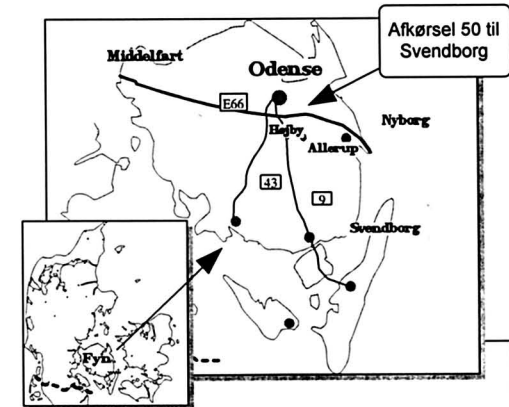 Afkørsel 50 til
Svendborg
Middelfart
Odense
E66
Nyborg
Højby
Allerup
43
9
Svendborg
Fyn